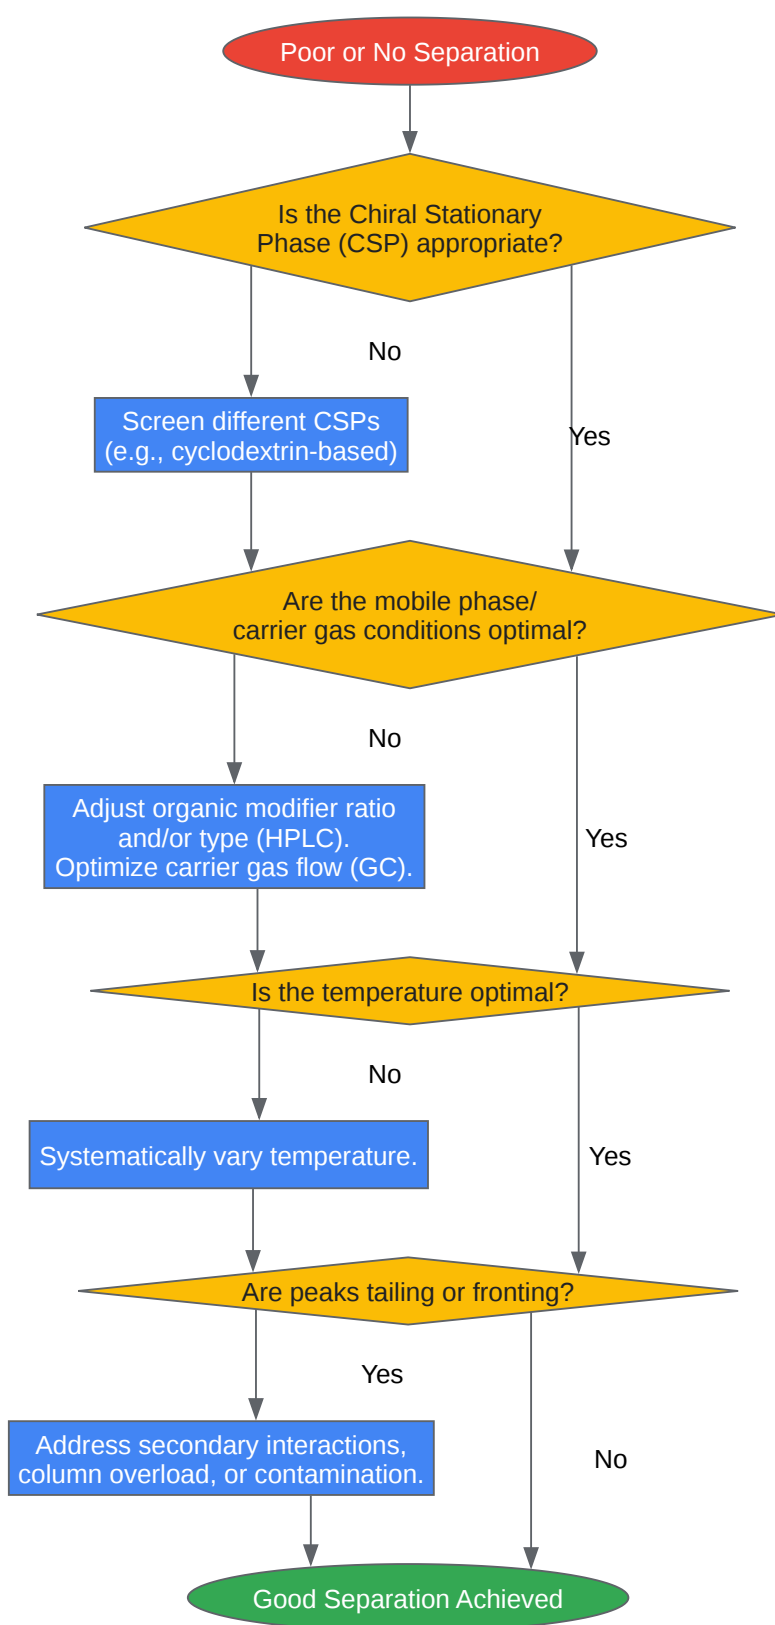 Poor or No Separation
Is the Chiral Stationary
Phase (CSP) appropriate?
No
Screen different CSPs
(e.g., cyclodextrin-based)
Yes
Are the mobile phase/
carrier gas conditions optimal?
No
Adjust organic modifier ratio
and/or type (HPLC).
Optimize carrier gas flow (GC).
Yes
Is the temperature optimal?
No
Systematically vary temperature.
Yes
Are peaks tailing or fronting?
Yes
Address secondary interactions,
column overload, or contamination.
No
Good Separation Achieved